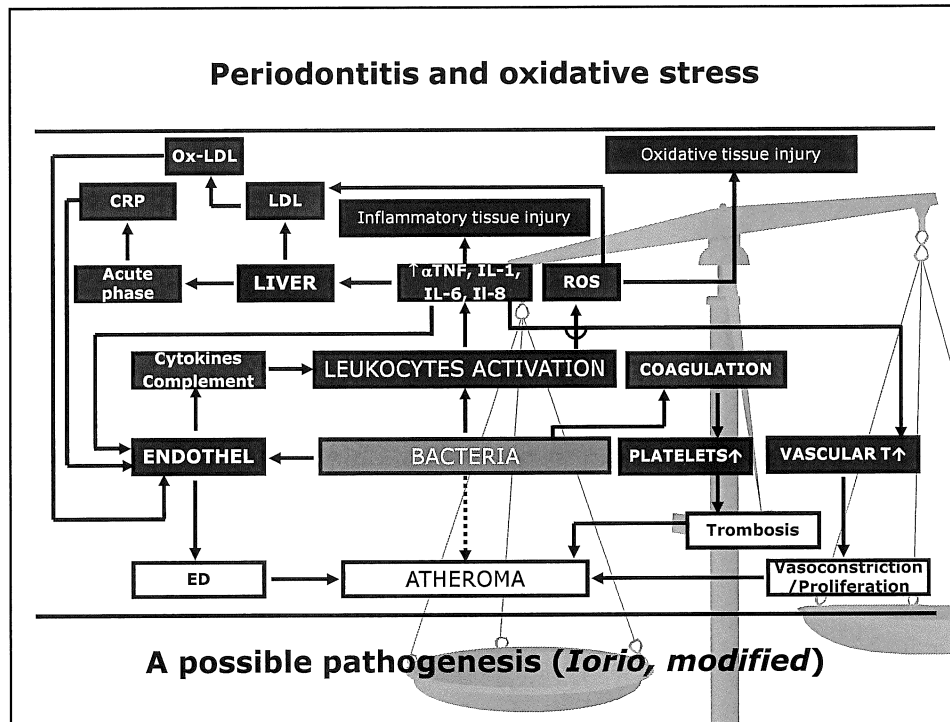 Periodontitis and oxidative stress
Ox-LDL
Oxidative tissue injury
CRP
LDL
Inflammatory tissue injury
Acute
phase
LIVER
↑αTNF, IL-1,
IL-6, Il-8
ROS
Cytokines
Complement
LEUKOCYTES ACTIVATION
COAGULATION
ENDOTHEL
BACTERIA
PLATELETS↑
VASCULAR T↑
Trombosis
ED
ATHEROMA
Vasoconstriction
/Proliferation
A possible pathogenesis (Iorio, modified)